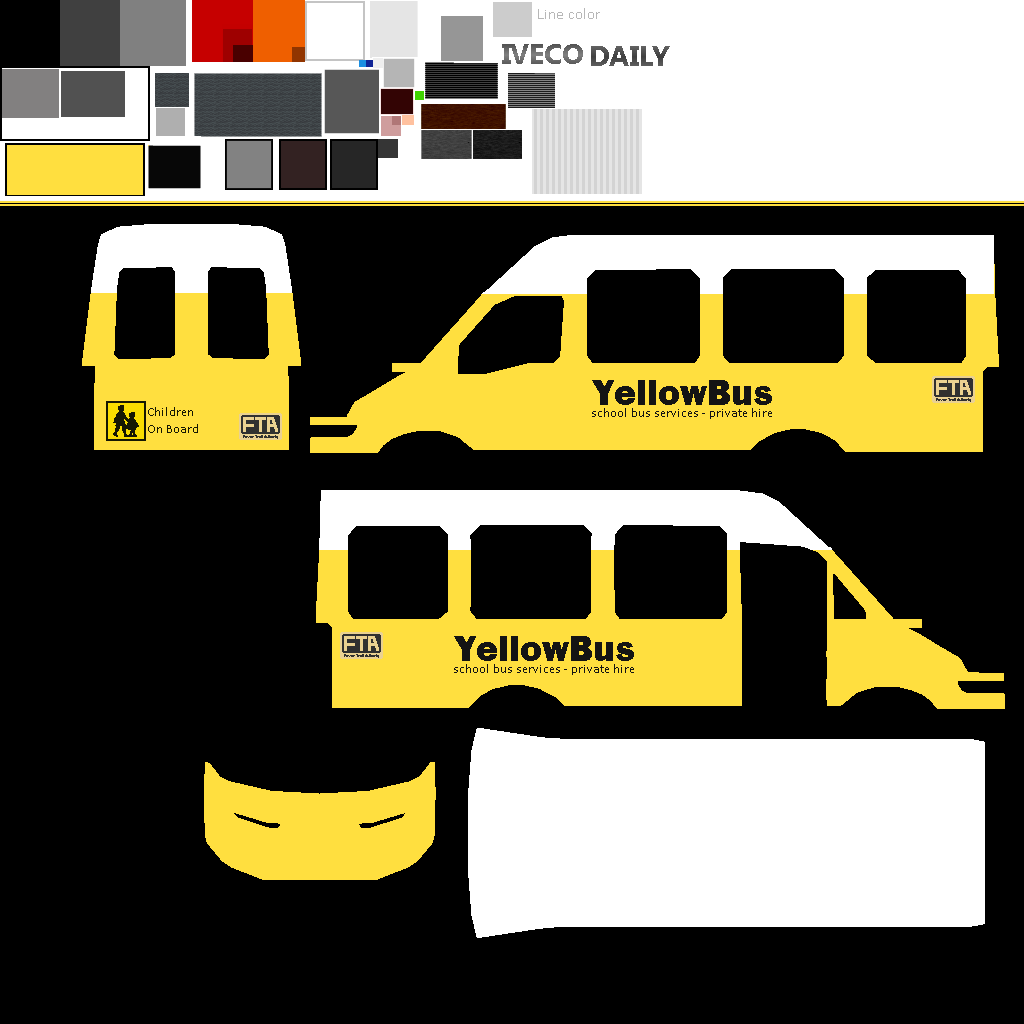 Line color
IVECO DAILY
YellowBus
school bus services - private hire
FTA
Children
On Board
FTA
FTA
YellowBus
school bus services - private hire